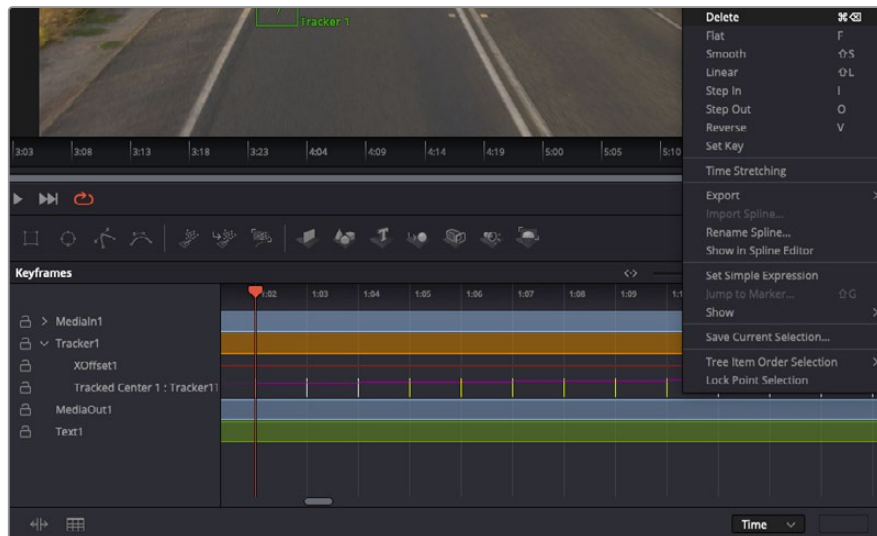 Tracker 1
Delete ⌘⌫
Flat F
Smooth ⇧S
Linear ⇧L
Step In I
Step Out O
Reverse V
Set Key
Time Stretching
Export
Import Spline...
Rename Spline...
Show in Spline Editor
Set Simple Expression
Jump to Marker... ⇧G
Show
Save Current Selection...
Tree Item Order Selection
Lock Point Selection
3:03 3:08 3:13 3:18 3:23 4:04 4:09 4:14 4:19 5:00 5:05 5:10
Keyframes
1:02 1:03 1:04 1:05 1:06 1:07 1:08 1:09
MediaIn1
Tracker1
XOffset1
Tracked Center 1 : Tracker1
MediaOut1
Text1
Time